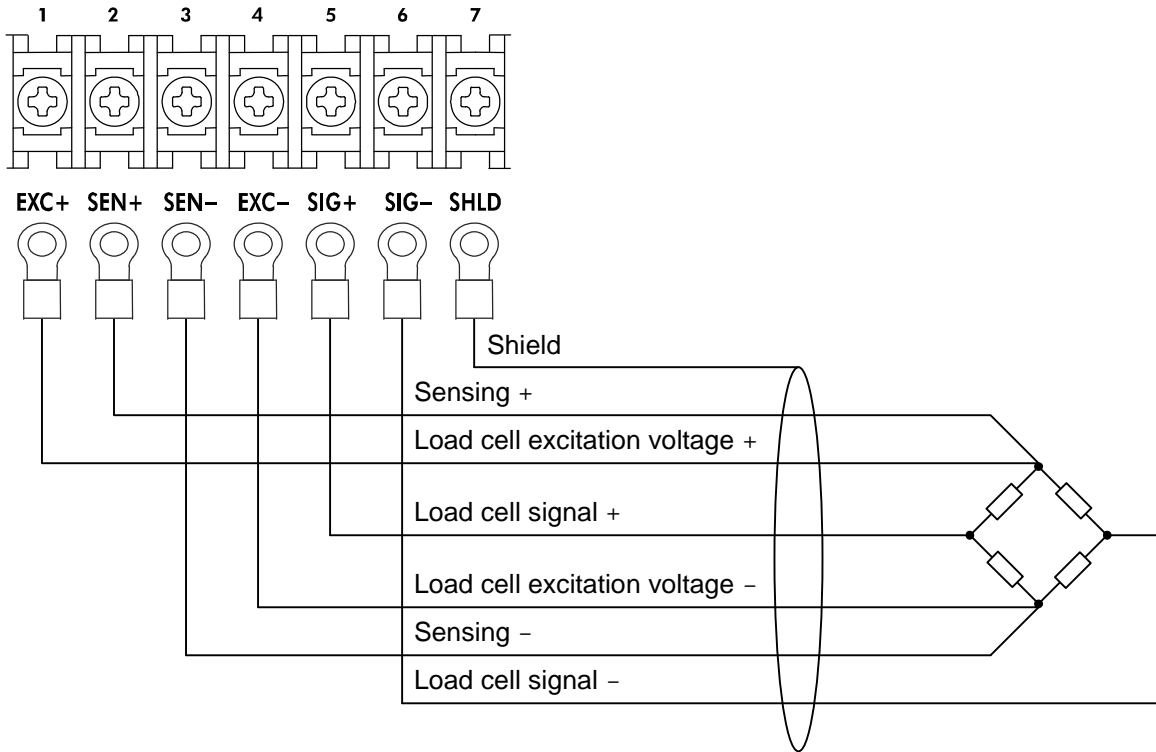 1 2 3 4 5 6 7
EXC+ SEN+ SEN− EXC− SIG+ SIG− SHLD
Shield
Sensing +
Load cell excitation voltage +
Load cell signal +
Load cell excitation voltage −
Sensing −
Load cell signal −